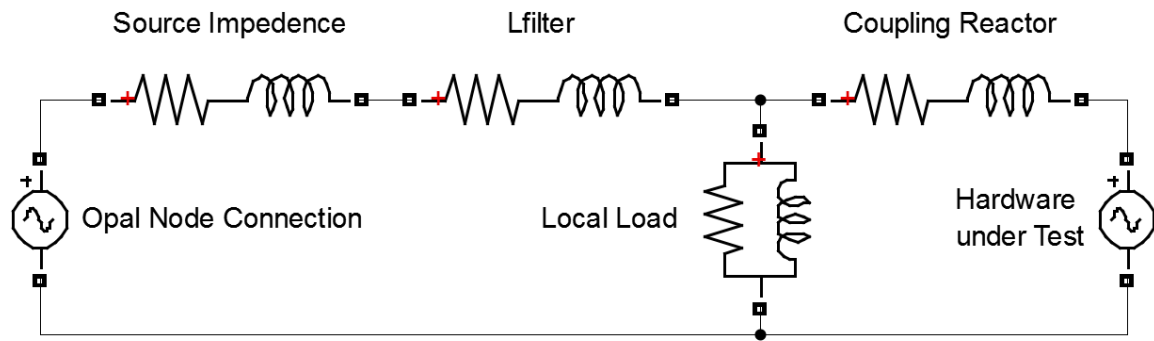 Source Impedence
Lfilter
Coupling Reactor
Opal Node Connection
Local Load
Hardware
under Test